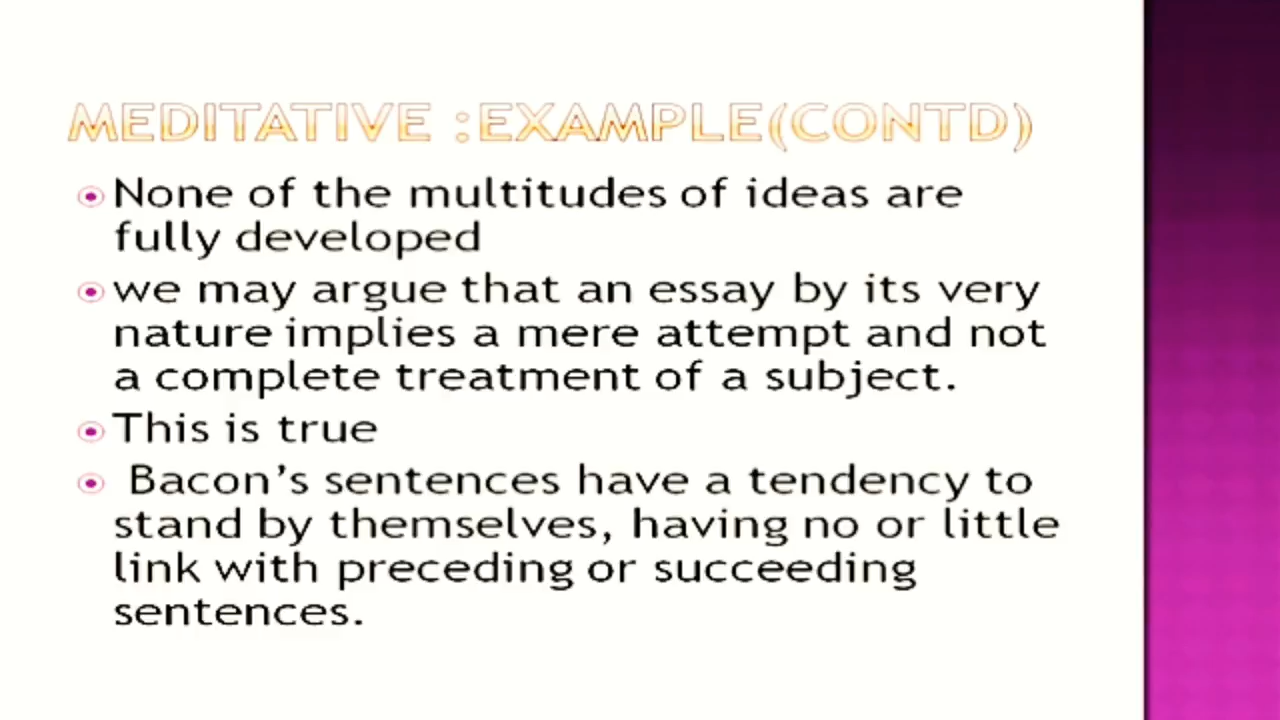 MEDITATIVE :EXAMPLE(CONTD)
None of the multitudes of ideas are
fully developed
we may argue that an essay by its very
nature implies a mere attempt and not
a complete treatment of a subject.
This is true
Bacon’s sentences have a tendency to
stand by themselves, having no or little
link with preceding or succeeding
sentences.